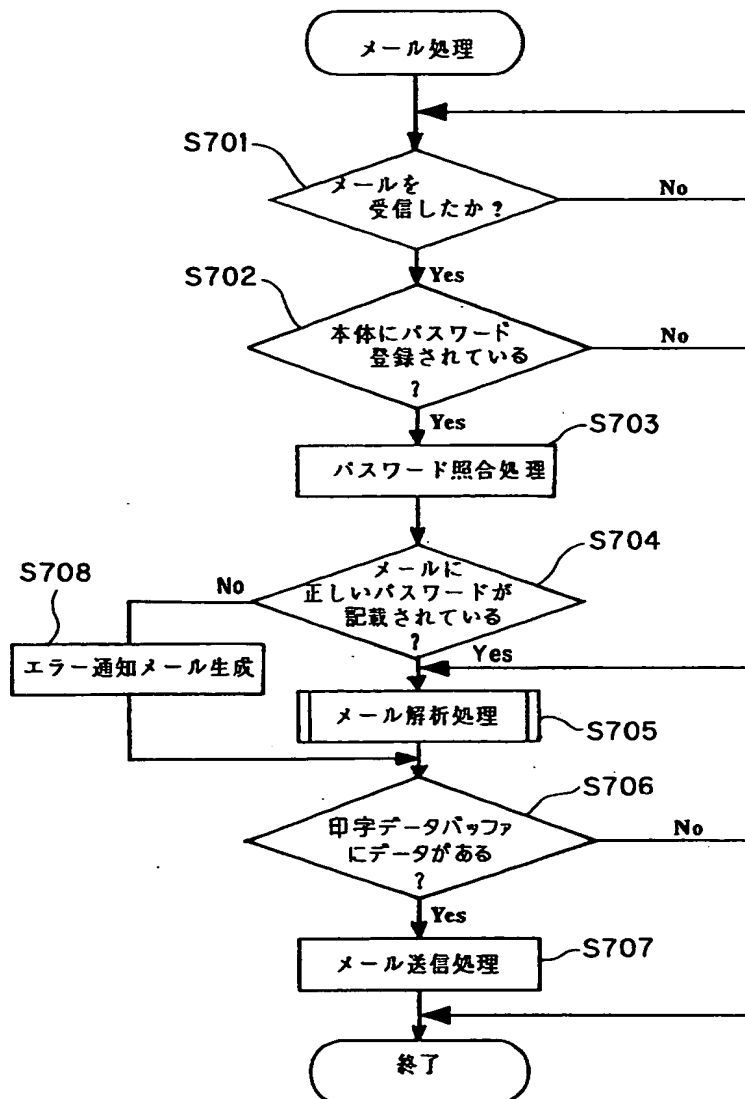 メール処理
S701
メールを
受信したか?
No
Yes
S702
本体にパスワード
登録されている
?
No
Yes
S703
パスワード照合処理
S704
メールに
正しいパスワードが
記載されている
?
No
Yes
S708
エラー通知メール生成
メール解析処理
S705
S706
印字データバッファ
にデータがある
?
No
Yes
S707
メール送信処理
終了